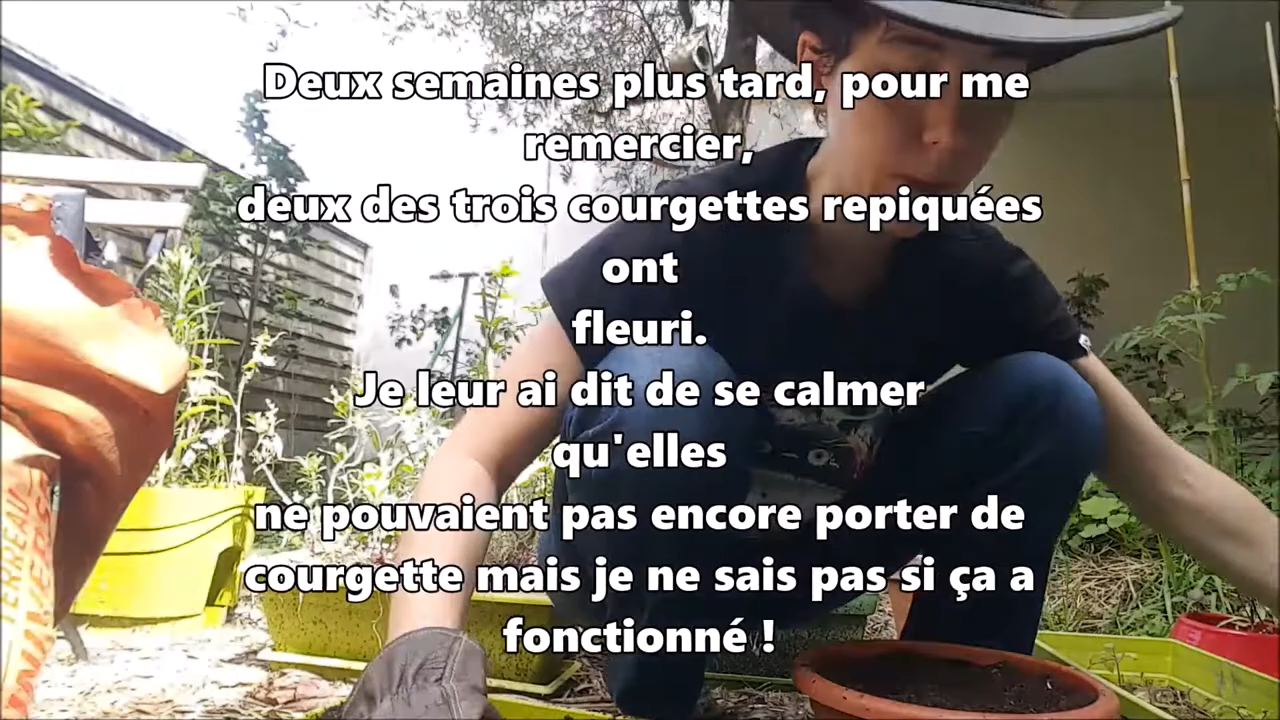 Deux semaines plus tard, pour me
remercier,
deux des trois courgettes repiquées
ont
fleuri.
Je leur ai dit de se calmer
qu'elles
ne pouvaient pas encore porter de
courgette mais je ne sais pas si ça a
fonctionné !
TERREAU
UNIVERSEL